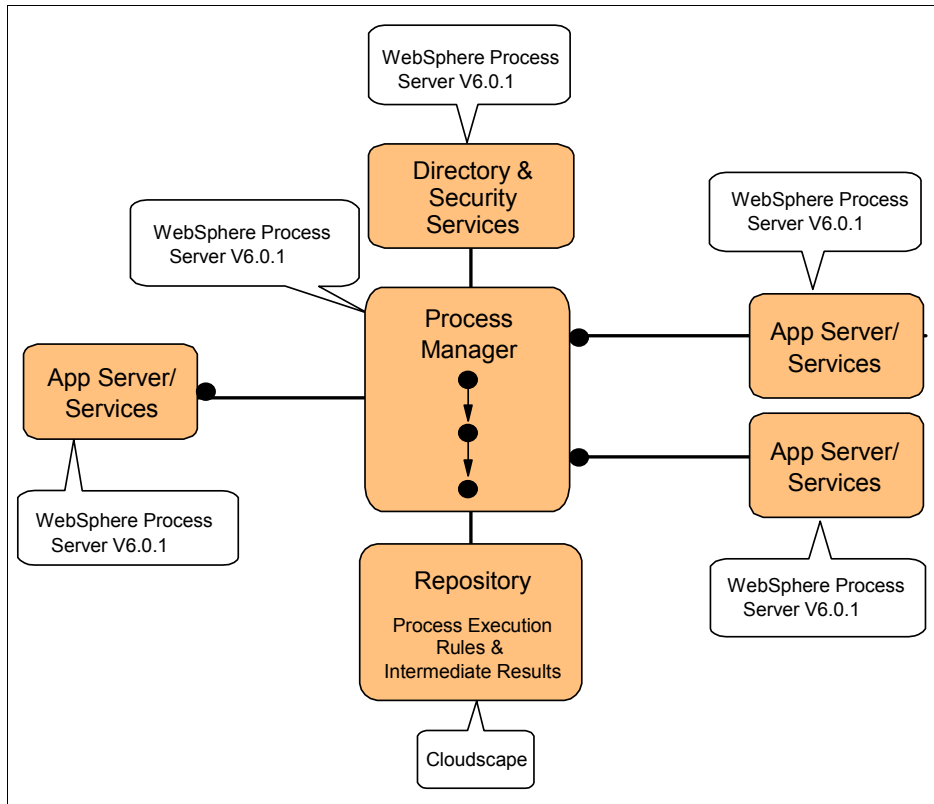 WebSphere Process
Server V6.0.1
Directory &
Security
Services
WebSphere Process
Server V6.0.1
WebSphere Process
Server V6.0.1
Process
Manager
App Server/
Services
App Server/
Services
App Server/
Services
WebSphere Process
Server V6.0.1
WebSphere Process
Server V6.0.1
Repository
Process Execution
Rules &
Intermediate Results
Cloudscape